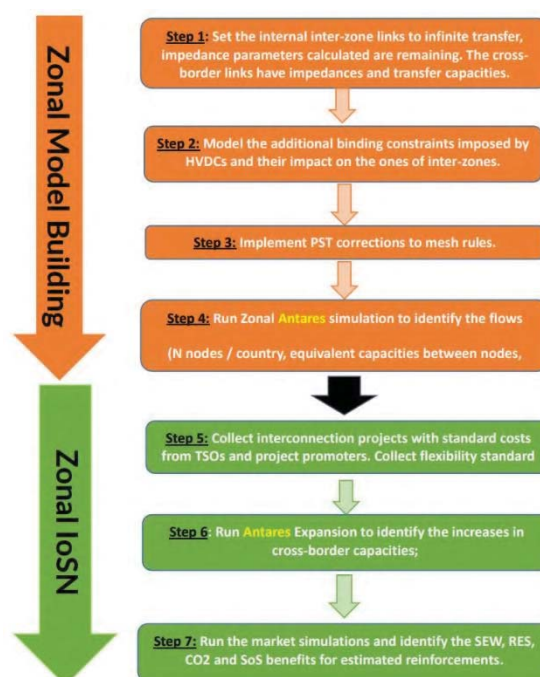 Zonal Model Building
Step 1: Set the internal inter-zone links to infinite transfer,
impedance parameters calculated are remaining. The cross-
border links have impedances and transfer capacities.
Step 2: Model the additional binding constraints imposed by
HVDCs and their impact on the ones of inter-zones.
Step 3: Implement PST corrections to mesh rules.
Step 4: Run Zonal Antares simulation to identify the flows
(N nodes / country, equivalent capacities between nodes,
Zonal IoSN
Step 5: Collect interconnection projects with standard costs
from TSOs and project promoters. Collect flexibility standard
Step 6: Run Antares Expansion to identify the increases in
cross-border capacities;
Step 7: Run the market simulations and identify the SEW, RES,
CO2 and SoS benefits for estimated reinforcements.